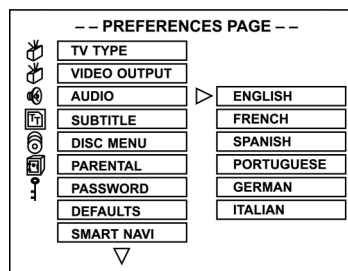 – – PREFERENCES PAGE – –
TV TYPE
VIDEO OUTPUT
AUDIO
SUBTITLE
DISC MENU
PARENTAL
PASSWORD
DEFAULTS
SMART NAVI
ENGLISH
FRENCH
SPANISH
PORTUGUESE
GERMAN
ITALIAN